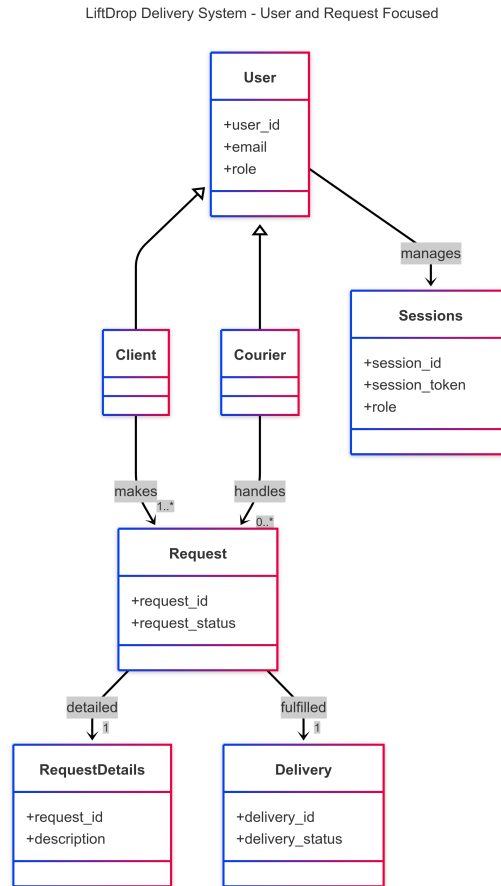 LiftDrop Delivery System - User and Request Focused
User
+user_id
+email
+role
manages
Sessions
+session_id
+session_token
+role
Client
Courier
makes
1..*
handles
0..*
Request
+request_id
+request_status
detailed
1
fulfilled
1
RequestDetails
+request_id
+description
Delivery
+delivery_id
+delivery_status